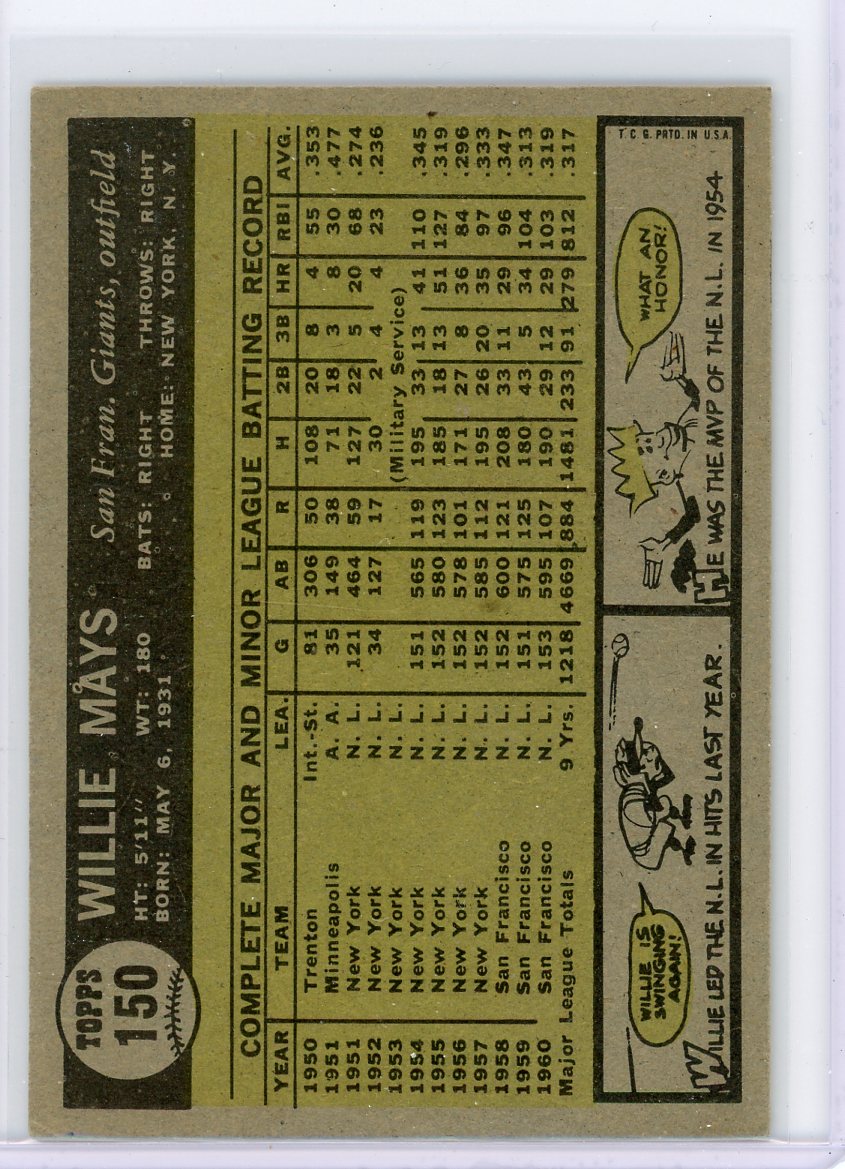 TOPPS
150
WILLIE MAYS San Fran. Giants, outfield
HT: 5'11" WT: 180 BATS: RIGHT THROWS: RIGHT
BORN: MAY 6, 1931 HOME: NEW YORK, N. Y.
COMPLETE MAJOR AND MINOR LEAGUE BATTING RECORD
YEAR TEAM LEA. G AB R H 2B 3B HR RBI AVG.
1950 Trenton Int.-St. 81 306 50 108 20 8 4 55 .353
1951 Minneapolis A. A. 35 149 38 71 18 3 8 30 .477
1951 New York N. L. 121 464 59 127 22 5 20 68 .274
1952 New York N. L. 34 127 17 30 2 4 4 23 .236
1953 New York N. L. (Military Service)
1954 New York N. L. 151 565 119 195 33 13 41 110 .345
1955 New York N. L. 152 580 123 185 18 13 51 127 .319
1956 New York N. L. 152 578 101 171 27 8 36 84 .296
1957 New York N. L. 152 585 112 195 26 20 35 97 .333
1958 San Francisco N. L. 152 600 121 208 33 11 29 96 .347
1959 San Francisco N. L. 151 575 125 180 43 5 34 104 .313
1960 San Francisco N. L. 153 595 107 190 29 12 29 103 .319
Major League Totals 9 Yrs. 1218 4669 884 1481 233 91 279 812 .317
WILLIE IS
SWINGING
AGAIN!
WILLIE LED THE N.L. IN HITS LAST YEAR.
T. C. G. PRTD. IN U.S.A.
WHAT AN
HONOR!
HE WAS THE MVP OF THE N.L. IN 1954